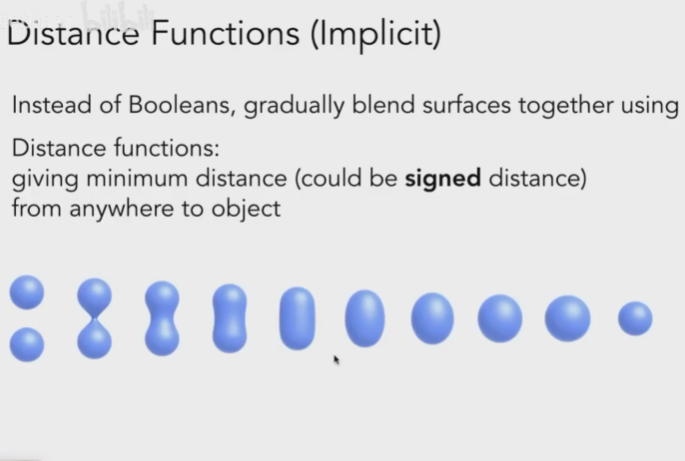 Distance Functions (Implicit)
Instead of Booleans, gradually blend surfaces together using
Distance functions:
giving minimum distance (could be signed distance)
from anywhere to object